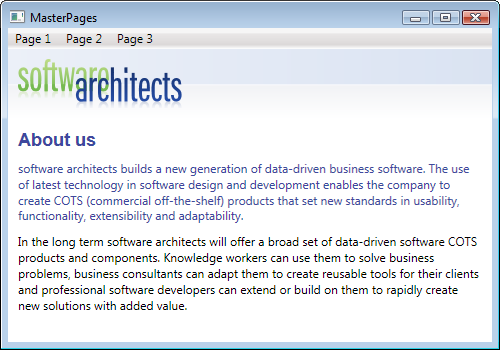 MasterPages
Page 1 Page 2 Page 3
software
architects
About us
software architects builds a new generation of data-driven business software. The use
of latest technology in software design and development enables the company to
create COTS (commercial off-the-shelf) products that set new standards in usability,
functionality, extensibility and adaptability.
In the long term software architects will offer a broad set of data-driven software COTS
products and components. Knowledge workers can use them to solve business
problems, business consultants can adapt them to create reusable tools for their clients
and professional software developers can extend or build on them to rapidly create
new solutions with added value.